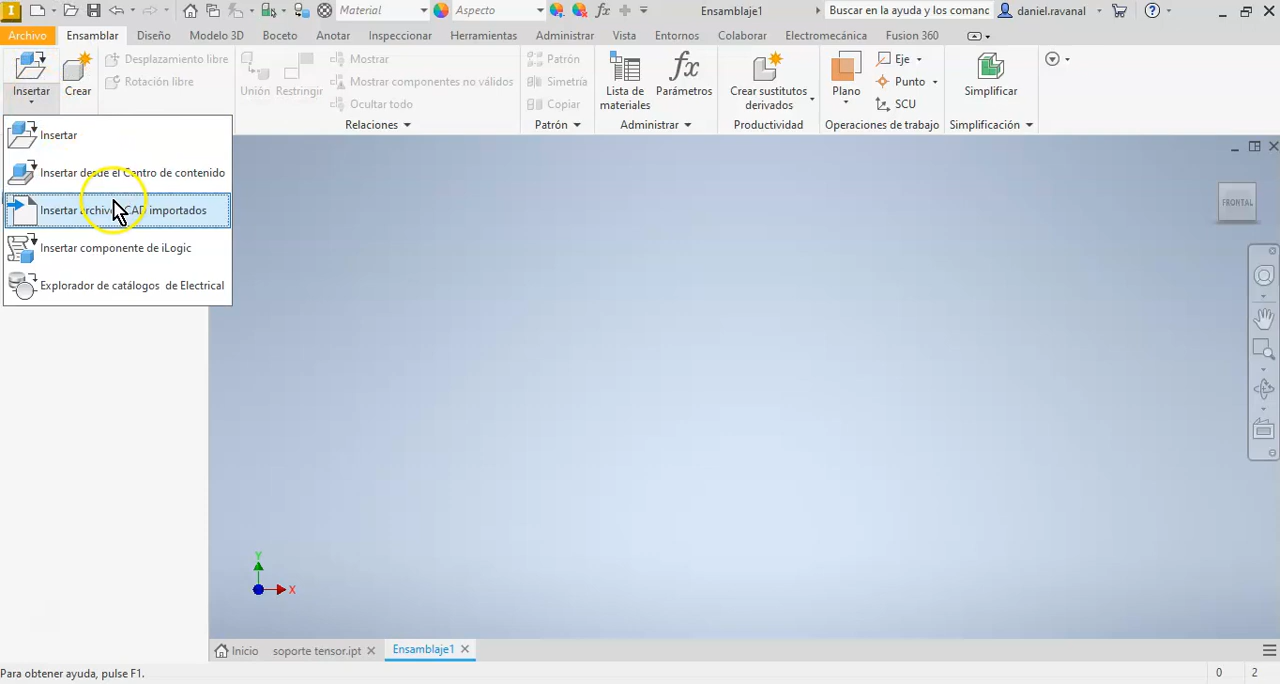 I Material Aspecto fx Ensamblaje1 Buscar en la ayuda y los comanc daniel.ravanal ?
Archivo Ensamblar Diseño Modelo 3D Boceto Anotar Inspeccionar Herramientas Administrar Vista Entornos Colaborar Electromecánica Fusion 360
Insertar Crear
Desplazamiento libre
Rotación libre
Unión Restringir
Mostrar
Mostrar componentes no válidos
Ocultar todo
Relaciones
Patrón
Simetría
Copiar
Patrón
Lista de materiales
fx
Parámetros
Administrar
Crear sustitutos derivados
Productividad
Plano
Eje
Punto
SCU
Operaciones de trabajo
Simplificar
Simplificación
Insertar
Insertar desde el Centro de contenido
Insertar archivos CAD importados
Insertar componente de iLogic
Explorador de catálogos de Electrical
FRONTAL
Y
X
Inicio soporte tensor.ipt Ensamblaje1
Para obtener ayuda, pulse F1. 0 2